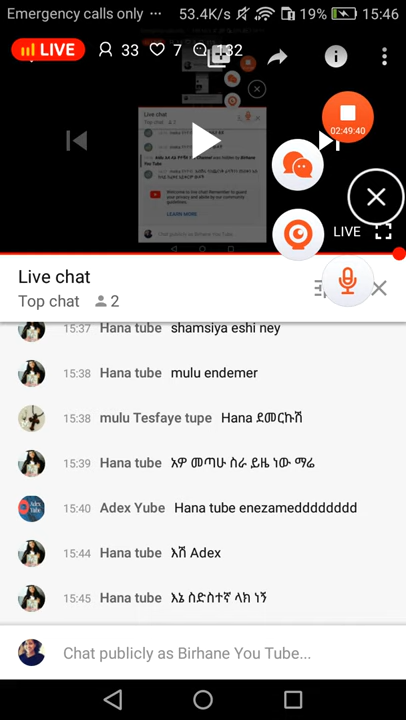 Emergency calls only ... 53.4K/s 19% 15:46
LIVE 33 7 132
02:49:40
LIVE
Live chat
Top chat 2
15:37 Hana tube shamsiya eshi ney
15:38 Hana tube mulu endemer
15:38 mulu Tesfaye tupe Hana ደመርኩሽ
15:39 Hana tube አዎ መጣሁ ስራ ይዜ ነው ማሬ
15:40 Adex Yube Hana tube enezamedddddddd
15:44 Hana tube እሽ Adex
15:45 Hana tube እኔ ስድስተኛ ላክ ነኝ
Chat publicly as Birhane You Tube...